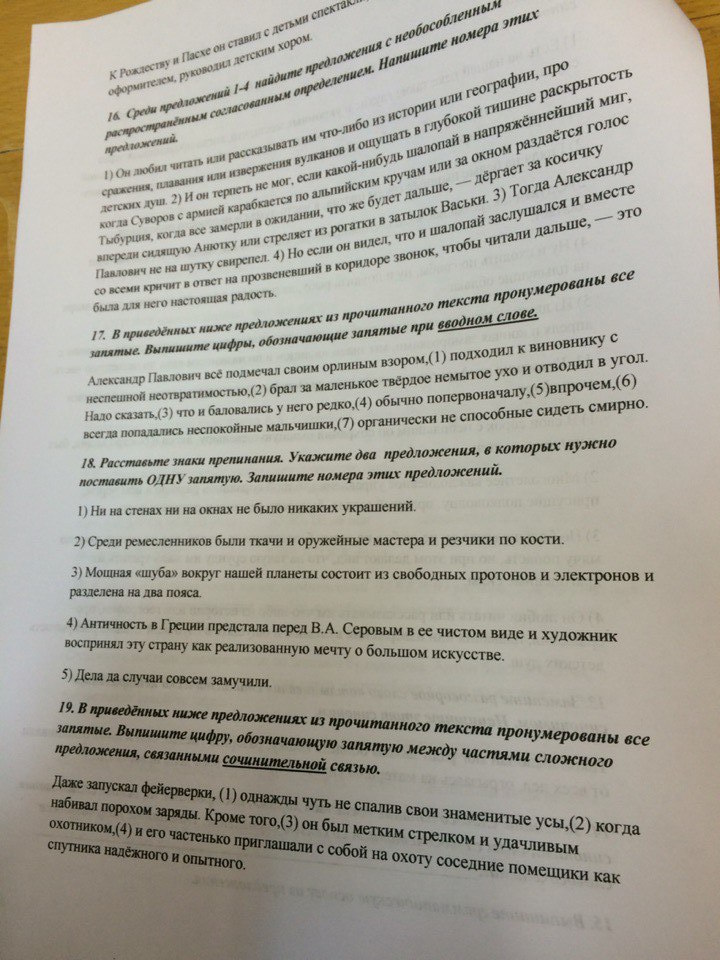 К Рождеству и Пасхе он ставил с детьми
оформителем, руководил детским хором.
16. Среди предложений 1-4 найдите предложения с необособленным
распространённым согласованным определением. Напишите номера этих
предложений.
1) Он любил читать или рассказывать им что-либо из истории или географии, про
сражения, плавания или извержения вулканов и ощущать в глубокой тишине раскрытость
детских душ. 2) И он терпеть не мог, если какой-нибудь шалопай в напряжённейший миг,
когда Суворов с армией карабкается по альпийским кручам или за окном раздаётся голос
Тыбурция, когда все замерли в ожидании, что же будет дальше, — дёргает за косичку
впереди сидящую Анютку или стреляет из рогатки в затылок Васьки. 3) Тогда Александр
Павлович не на шутку свирепел. 4) Но если он видел, что и шалопай заслушался и вместе
со всеми кричит в ответ на прозвеневший в коридоре звонок, чтобы читали дальше, — это
была для него настоящая радость.
17. В приведённых ниже предложениях из прочитанного текста пронумерованы все
запятые. Выпишите цифры, обозначающие запятые при вводном слове.
Александр Павлович всё подмечал своим орлиным взором,(1) подходил к виновнику с
неспешной неотвратимостью,(2) брал за маленькое твёрдое немытое ухо и отводил в угол.
Надо сказать,(3) что и баловались у него редко,(4) обычно попервоначалу,(5)впрочем,(6)
всегда попадались неспокойные мальчишки,(7) органически не способные сидеть смирно.
18. Расставьте знаки препинания. Укажите два предложения, в которых нужно
поставить ОДНУ запятую. Запишите номера этих предложений.
1) Ни на стенах ни на окнах не было никаких украшений.
2) Среди ремесленников были ткачи и оружейные мастера и резчики по кости.
3) Мощная «шуба» вокруг нашей планеты состоит из свободных протонов и электронов и
разделена на два пояса.
4) Античность в Греции предстала перед В.А. Серовым в ее чистом виде и художник
воспринял эту страну как реализованную мечту о большом искусстве.
5) Дела да случаи совсем замучили.
19. В приведённых ниже предложениях из прочитанного текста пронумерованы все
запятые. Выпишите цифру, обозначающую запятую между частями сложного
предложения, связанными сочинительной связью.
Даже запускал фейерверки, (1) однажды чуть не спалив свои знаменитые усы,(2) когда
набивал порохом заряды. Кроме того,(3) он был метким стрелком и удачливым
охотником,(4) и его частенько приглашали с собой на охоту соседние помещики как
спутника надёжного и опытного.